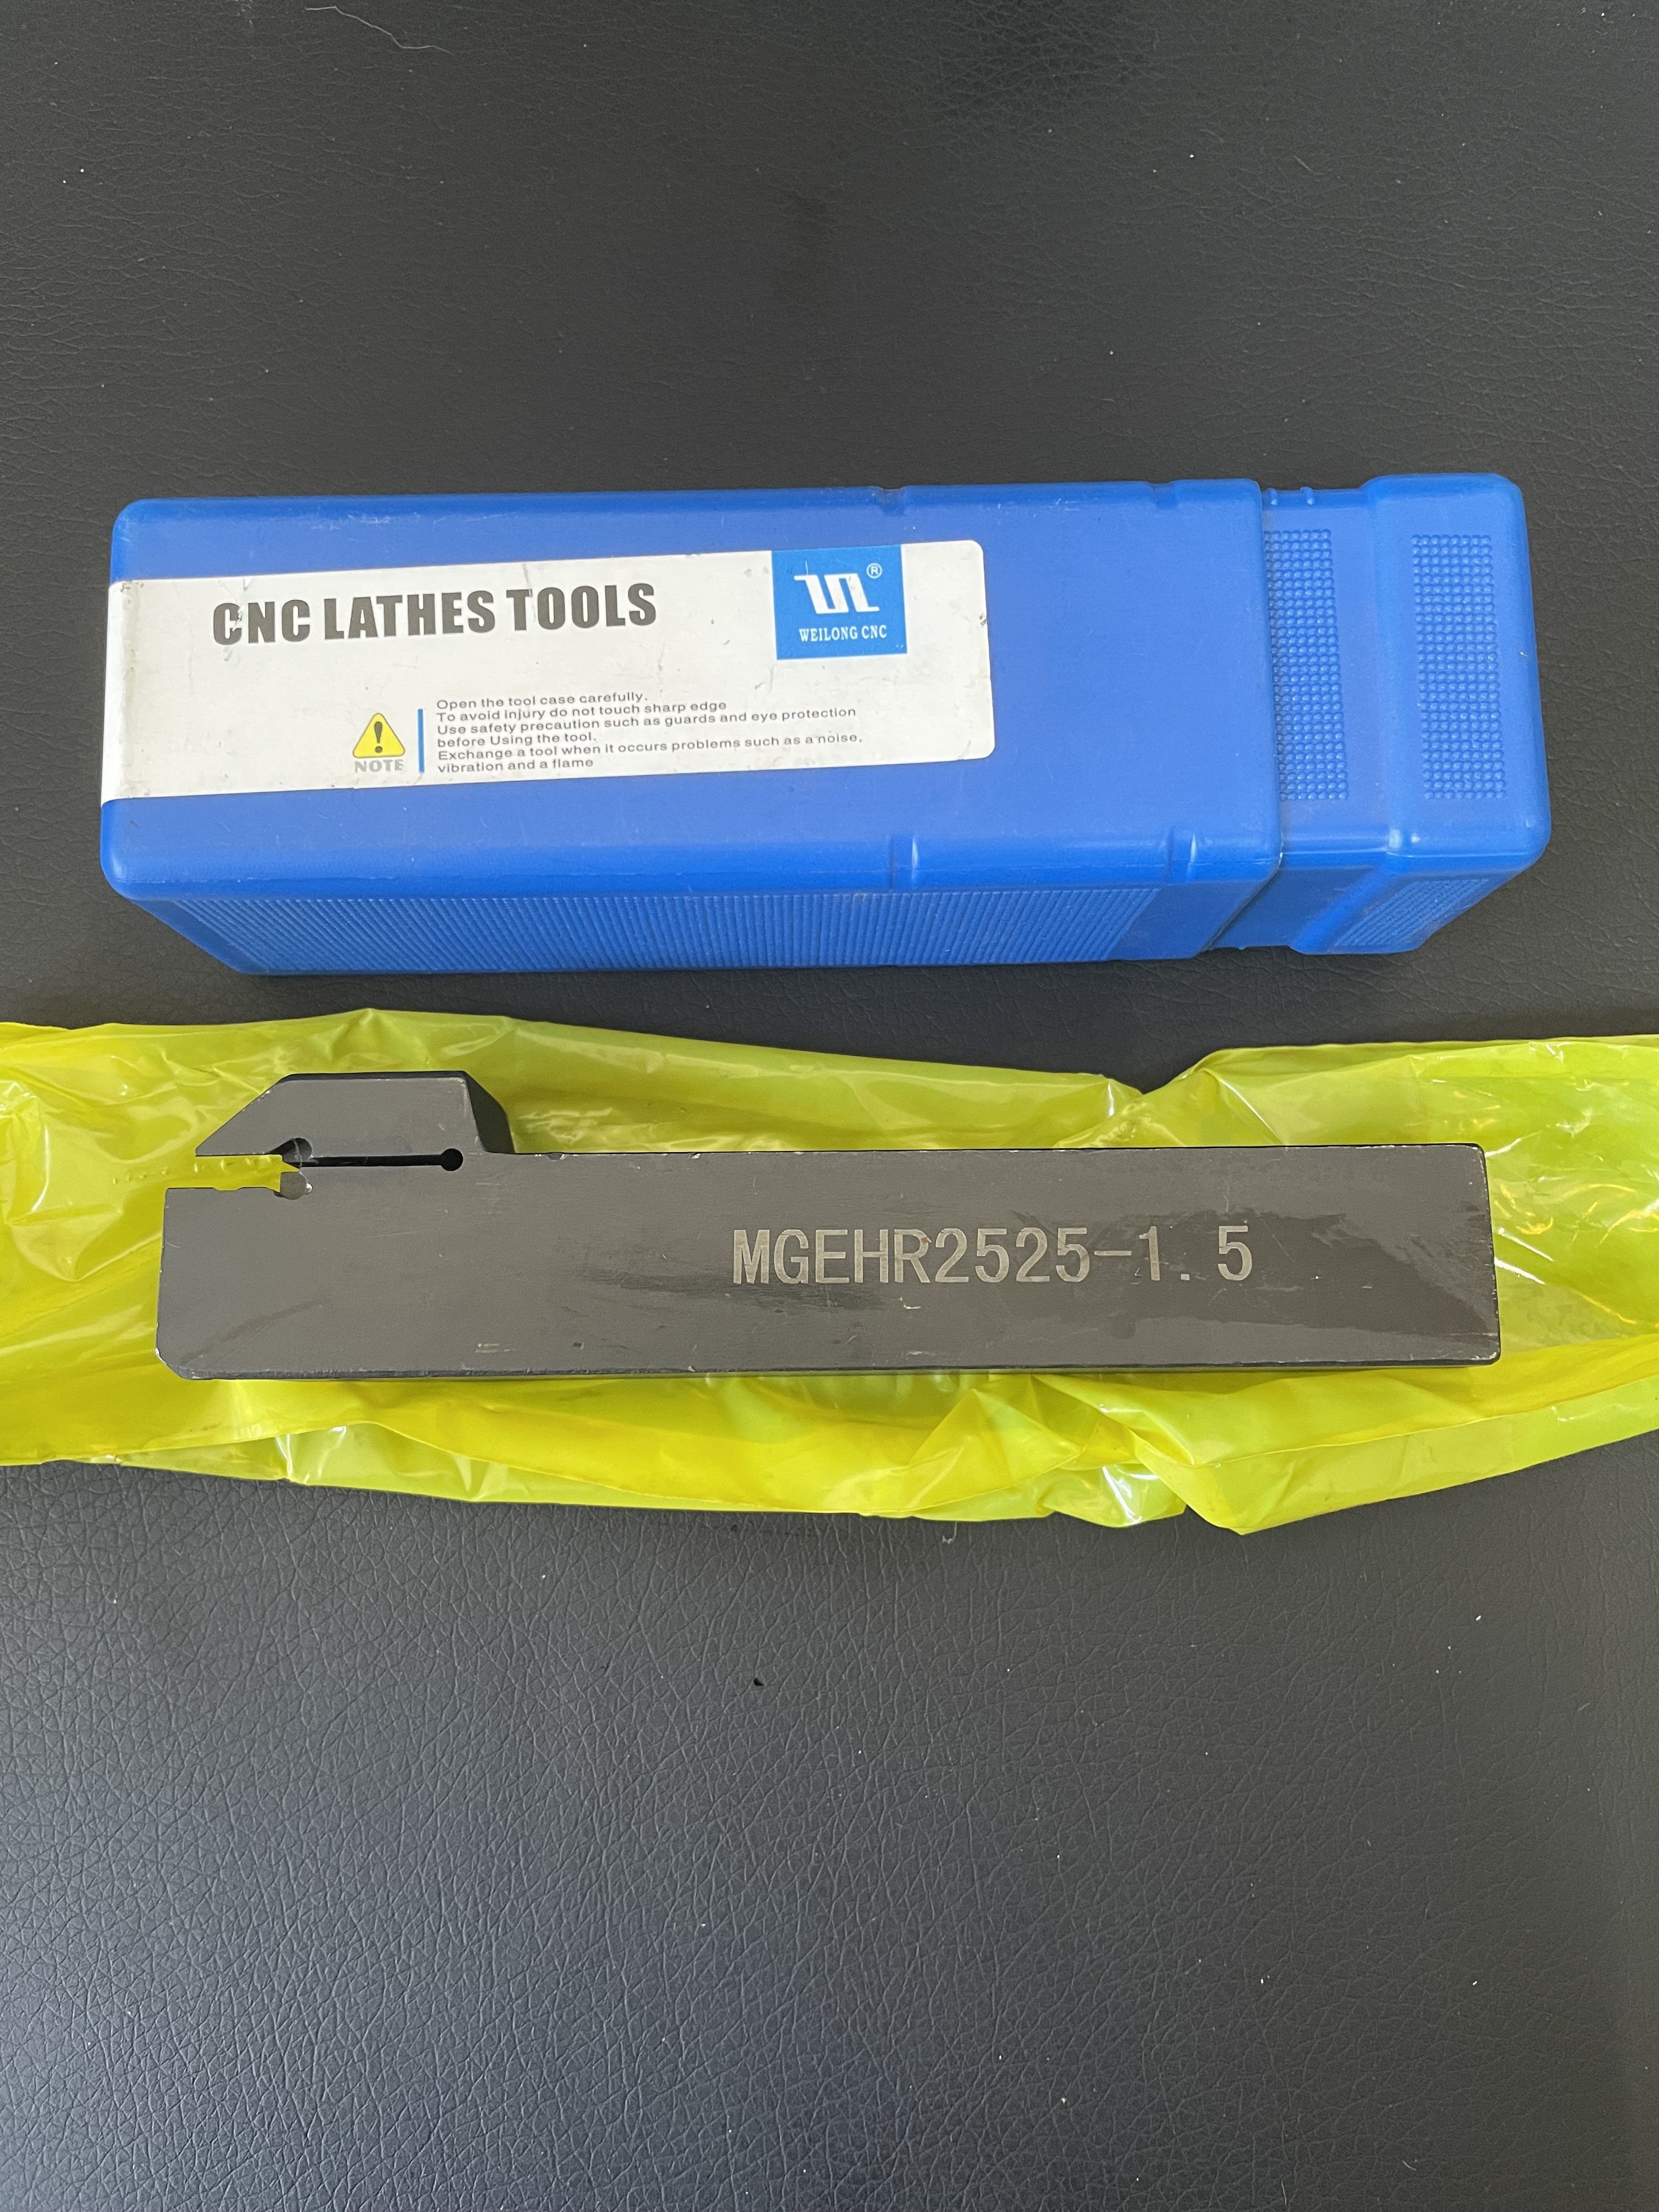 CNC LATHES TOOLS
®
WEILONG CNC
Open the tool case carefully.
To avoid injury do not touch sharp edge
Use safety precaution such as guards and eye protection
before Using the tool.
Exchange a tool when it occurs problems such as a noise,
vibration and a flame
NOTE
MGEHR2525-1.5